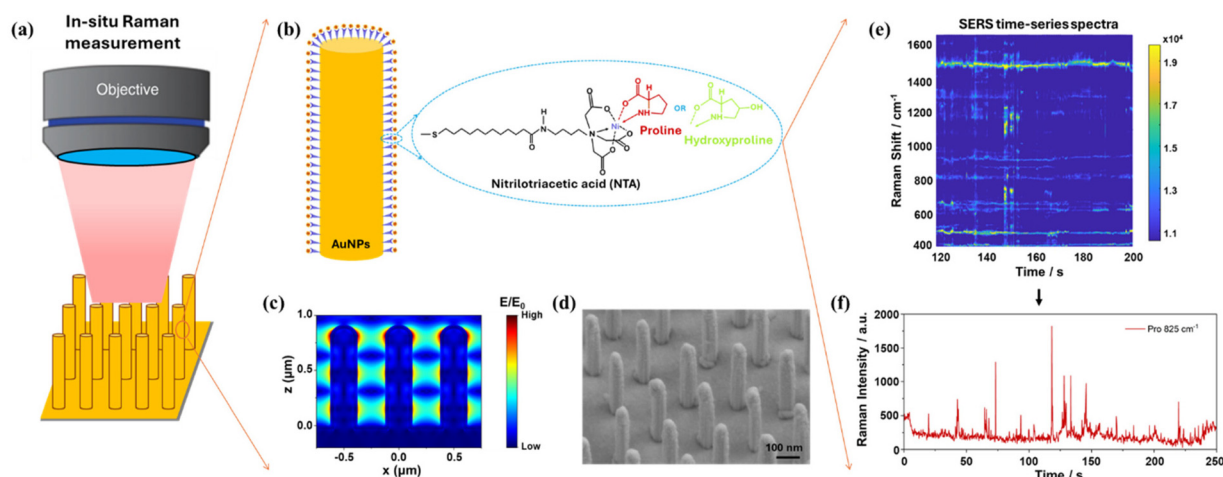 (a)
In-situ Raman
measurement
Objective
(b)
AuNPs
S
O
N
H
N
O
O
O
O
O
O
Ni
O
O
H
NH
Proline
OR
O
O
H
OH
NH
Hydroxyproline
Nitrilotriacetic acid (NTA)
(c)
E/E0
High
Low
1.0
0.5
0.0
z (µm)
-0.5 0.0 0.5
x (µm)
(d)
100 nm
(e)
SERS time-series spectra
×10⁴
1600
1400
1200
1000
800
600
400
Raman Shift / cm⁻¹
120 140 160 180 200
Time / s
1.9
1.7
1.5
1.3
1.1
(f)
Pro 825 cm⁻¹
2000
1500
1000
500
0
Raman Intensity / a.u.
0 50 100 150 200 250
Time / s